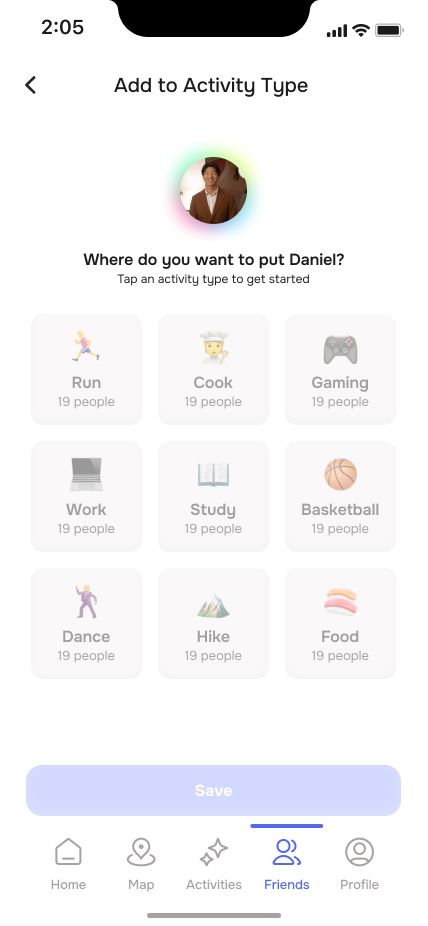 2:05
Add to Activity Type
Where do you want to put Daniel?
Tap an activity type to get started
Run
19 people
Cook
19 people
Gaming
19 people
Work
19 people
Study
19 people
Basketball
19 people
Dance
19 people
Hike
19 people
Food
19 people
Save
Home
Map
Activities
Friends
Profile